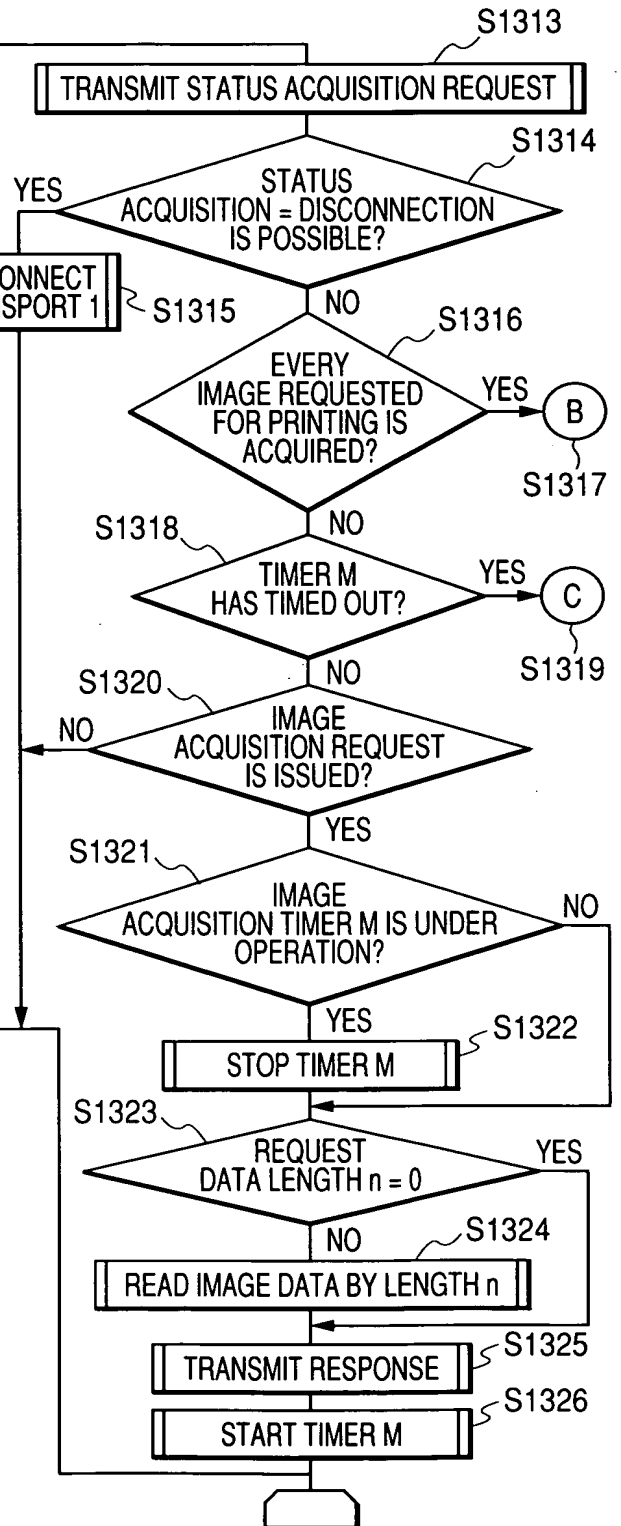 S1313
TRANSMIT STATUS ACQUISITION REQUEST
S1314
STATUS
ACQUISITION = DISCONNECTION
IS POSSIBLE?
YES
ONNECT
SPORT 1
S1315
NO
S1316
EVERY
IMAGE REQUESTED
FOR PRINTING IS
ACQUIRED?
YES
B
S1317
NO
S1318
TIMER M
HAS TIMED OUT?
YES
C
S1319
NO
S1320
IMAGE
ACQUISITION REQUEST
IS ISSUED?
NO
YES
S1321
IMAGE
ACQUISITION TIMER M IS UNDER
OPERATION?
NO
YES
S1322
STOP TIMER M
S1323
REQUEST
DATA LENGTH n = 0
YES
NO
S1324
READ IMAGE DATA BY LENGTH n
S1325
TRANSMIT RESPONSE
S1326
START TIMER M